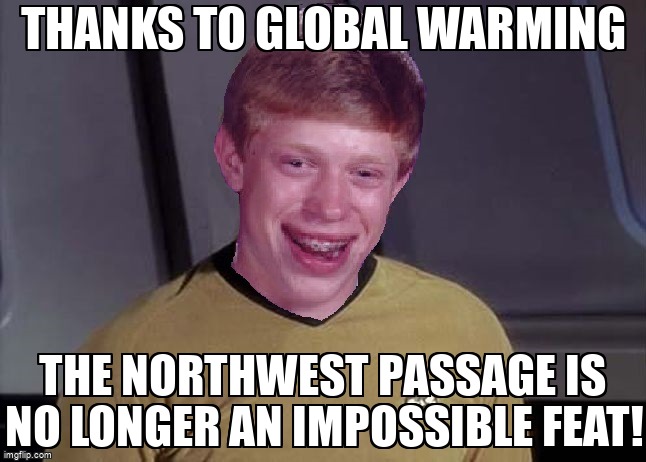 THANKS TO GLOBAL WARMING
THE NORTHWEST PASSAGE IS
NO LONGER AN IMPOSSIBLE FEAT!
imgflip.com